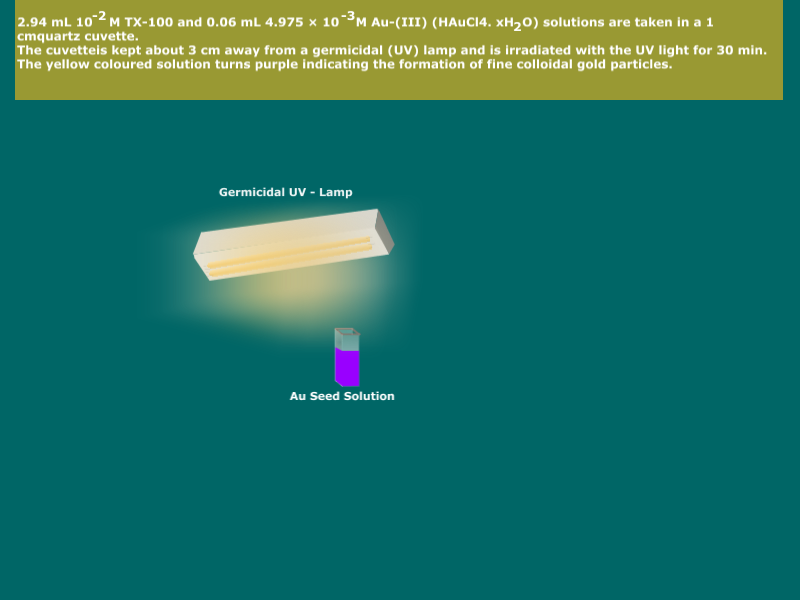 2.94 mL 10⁻² M TX-100 and 0.06 mL 4.975 × 10⁻³M Au-(III) (HAuCl4. xH₂O) solutions are taken in a 1
cmquartz cuvette.
The cuvetteis kept about 3 cm away from a germicidal (UV) lamp and is irradiated with the UV light for 30 min.
The yellow coloured solution turns purple indicating the formation of fine colloidal gold particles.
Germicidal UV - Lamp
Au Seed Solution